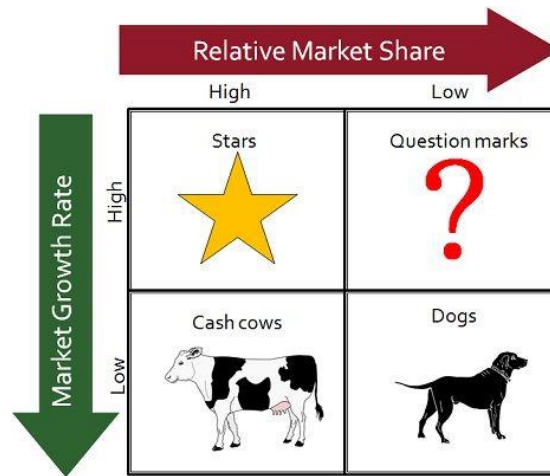 Relative Market Share
High Low
Stars Question marks
?
Market Growth Rate
High
Cash cows Dogs
Low